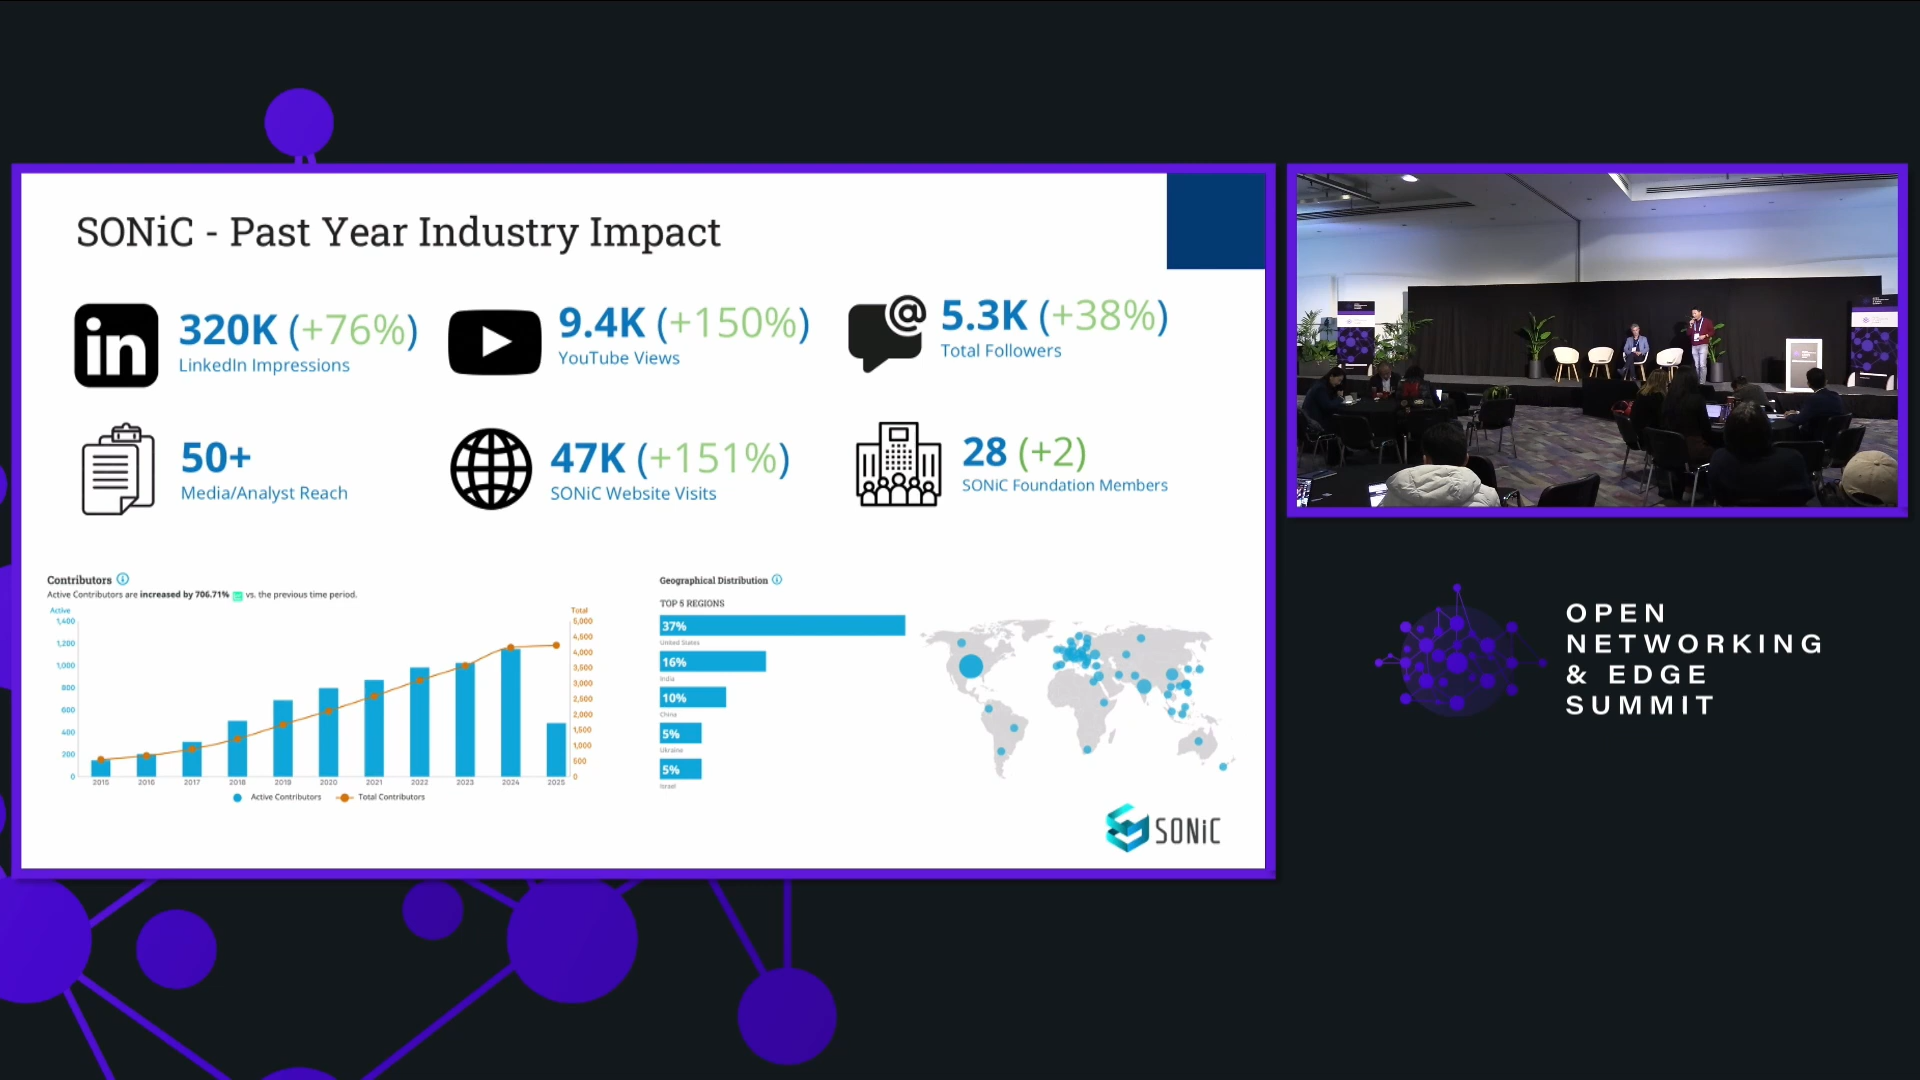 SONiC - Past Year Industry Impact
320K (+76%)
LinkedIn Impressions
9.4K (+150%)
YouTube Views
5.3K (+38%)
Total Followers
50+
Media/Analyst Reach
47K (+151%)
SONiC Website Visits
28 (+2)
SONiC Foundation Members
Contributors
Active Contributors are increased by 706.71% vs. the previous time period.
Active
Total
1,400
1,200
1,000
800
600
400
200
0
5,000
4,500
4,000
3,500
3,000
2,500
2,000
1,500
1,000
500
0
2015 2016 2017 2018 2019 2020 2021 2022 2023 2024 2025
Active Contributors Total Contributors
Geographical Distribution
TOP 5 REGIONS
37%
United States
16%
India
10%
China
5%
Ukraine
5%
Israel
SONiC
OPEN
NETWORKING
& EDGE
SUMMIT